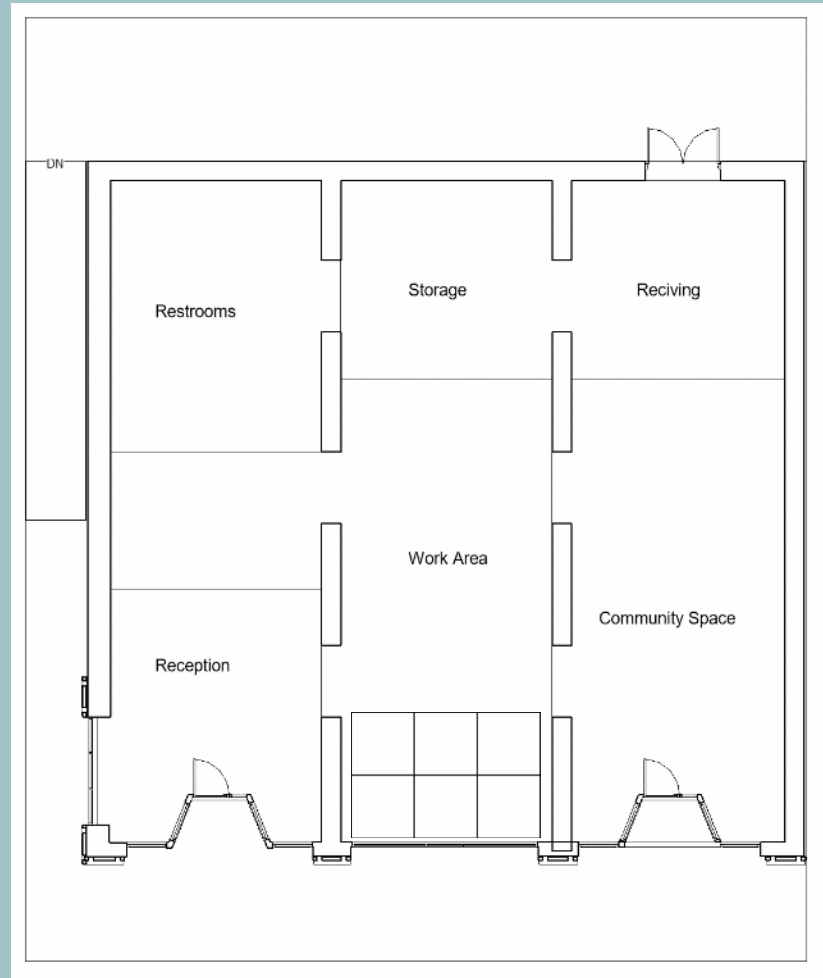 DN
Storage
Reciving
Restrooms
Work Area
Community Space
Reception